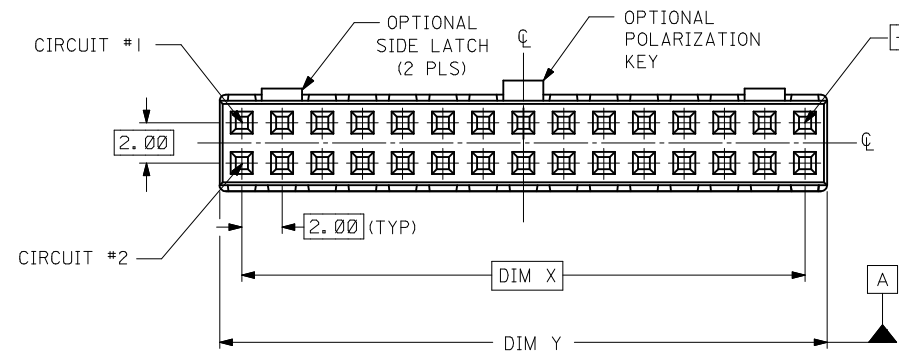 OPTIONAL
SIDE LATCH
(2 PLS)
OPTIONAL
POLARIZATION
KEY
CIRCUIT #1
℄
2.00
℄
2.00 (TYP)
CIRCUIT #2
DIM X
A
DIM Y